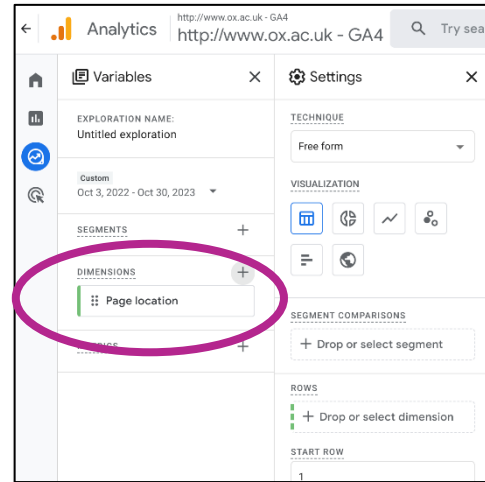 Analytics
http://www.ox.ac.uk - GA4
http://www.ox.ac.uk - GA4
Try sea
Variables
EXPLORATION NAME:
Untitled exploration
Custom
Oct 3, 2022 - Oct 30, 2023
SEGMENTS
DIMENSIONS
Page location
Settings
TECHNIQUE
Free form
VISUALIZATION
SEGMENT COMPARISONS
+ Drop or select segment
ROWS
+ Drop or select dimension
START ROW
1